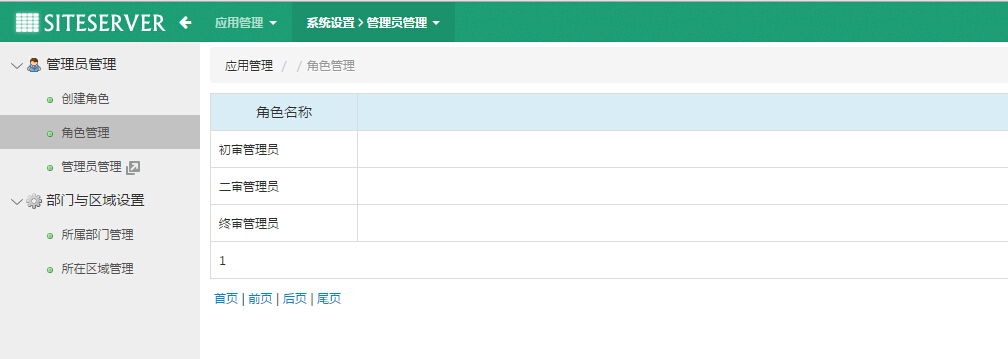 SITESERVER 应用管理 系统设置 > 管理员管理
管理员管理
创建角色
角色管理
管理员管理
部门与区域设置
所属部门管理
所在区域管理
应用管理 / / 角色管理
角色名称
初审管理员
二审管理员
终审管理员
1
首页 | 前页 | 后页 | 尾页